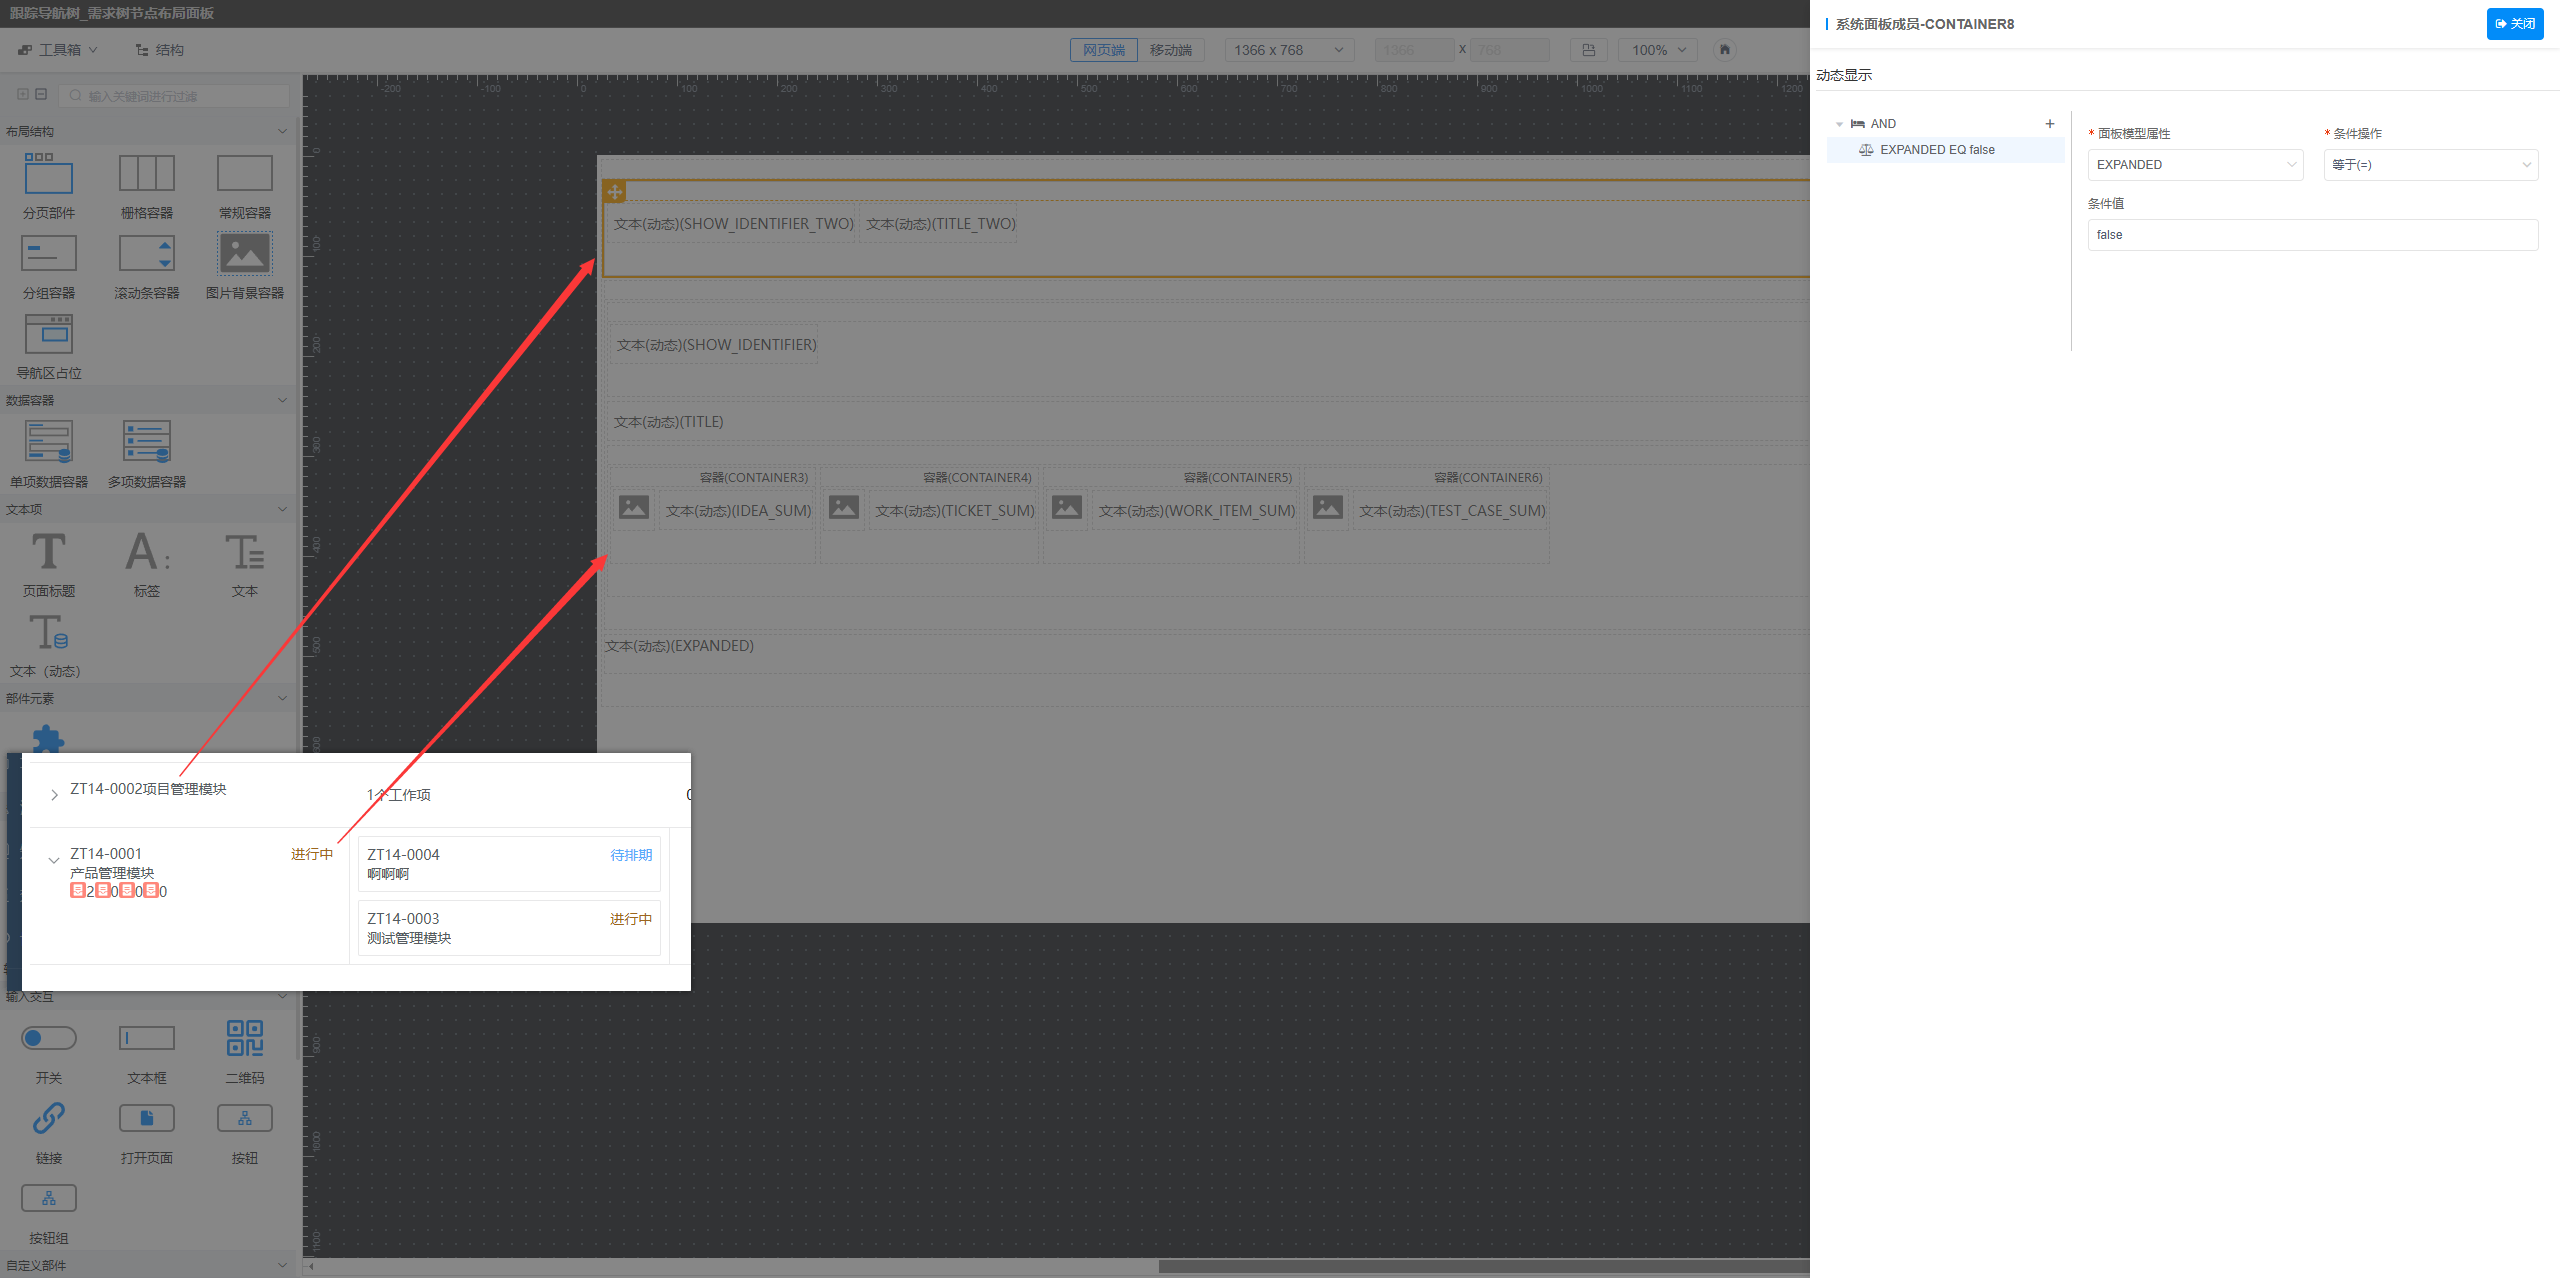 跟踪导航树_需求树节点布局面板
工具箱
结构
网页端
移动端
1366 x 768
1366
X
768
100%
系统面板成员-CONTAINER8
关闭
动态显示
AND
EXPANDED EQ false
* 面板模型属性
* 条件操作
EXPANDED
等于(=)
条件值
false
输入关键词进行过滤
布局结构
分页部件
栅格容器
常规容器
分组容器
滚动条容器
图片背景容器
导航区占位
数据容器
单项数据容器
多项数据容器
文本项
页面标题
标签
文本
文本（动态）
部件元素
输入交互
开关
文本框
二维码
链接
打开页面
按钮
按钮组
自定义部件
-200
-100
0
100
200
300
400
500
600
700
800
900
1000
1100
1200
0
100
200
300
400
500
600
900
1000
1100
文本(动态)(SHOW_IDENTIFIER_TWO)
文本(动态)(TITLE_TWO)
文本(动态)(SHOW_IDENTIFIER)
文本(动态)(TITLE)
容器(CONTAINER3)
容器(CONTAINER4)
容器(CONTAINER5)
容器(CONTAINER6)
文本(动态)(IDEA_SUM)
文本(动态)(TICKET_SUM)
文本(动态)(WORK_ITEM_SUM)
文本(动态)(TEST_CASE_SUM)
文本(动态)(EXPANDED)
ZT14-0002项目管理模块
1个工作项
ZT14-0001
进行中
产品管理模块
2 0 0 0
ZT14-0004
待排期
啊啊啊
ZT14-0003
进行中
测试管理模块